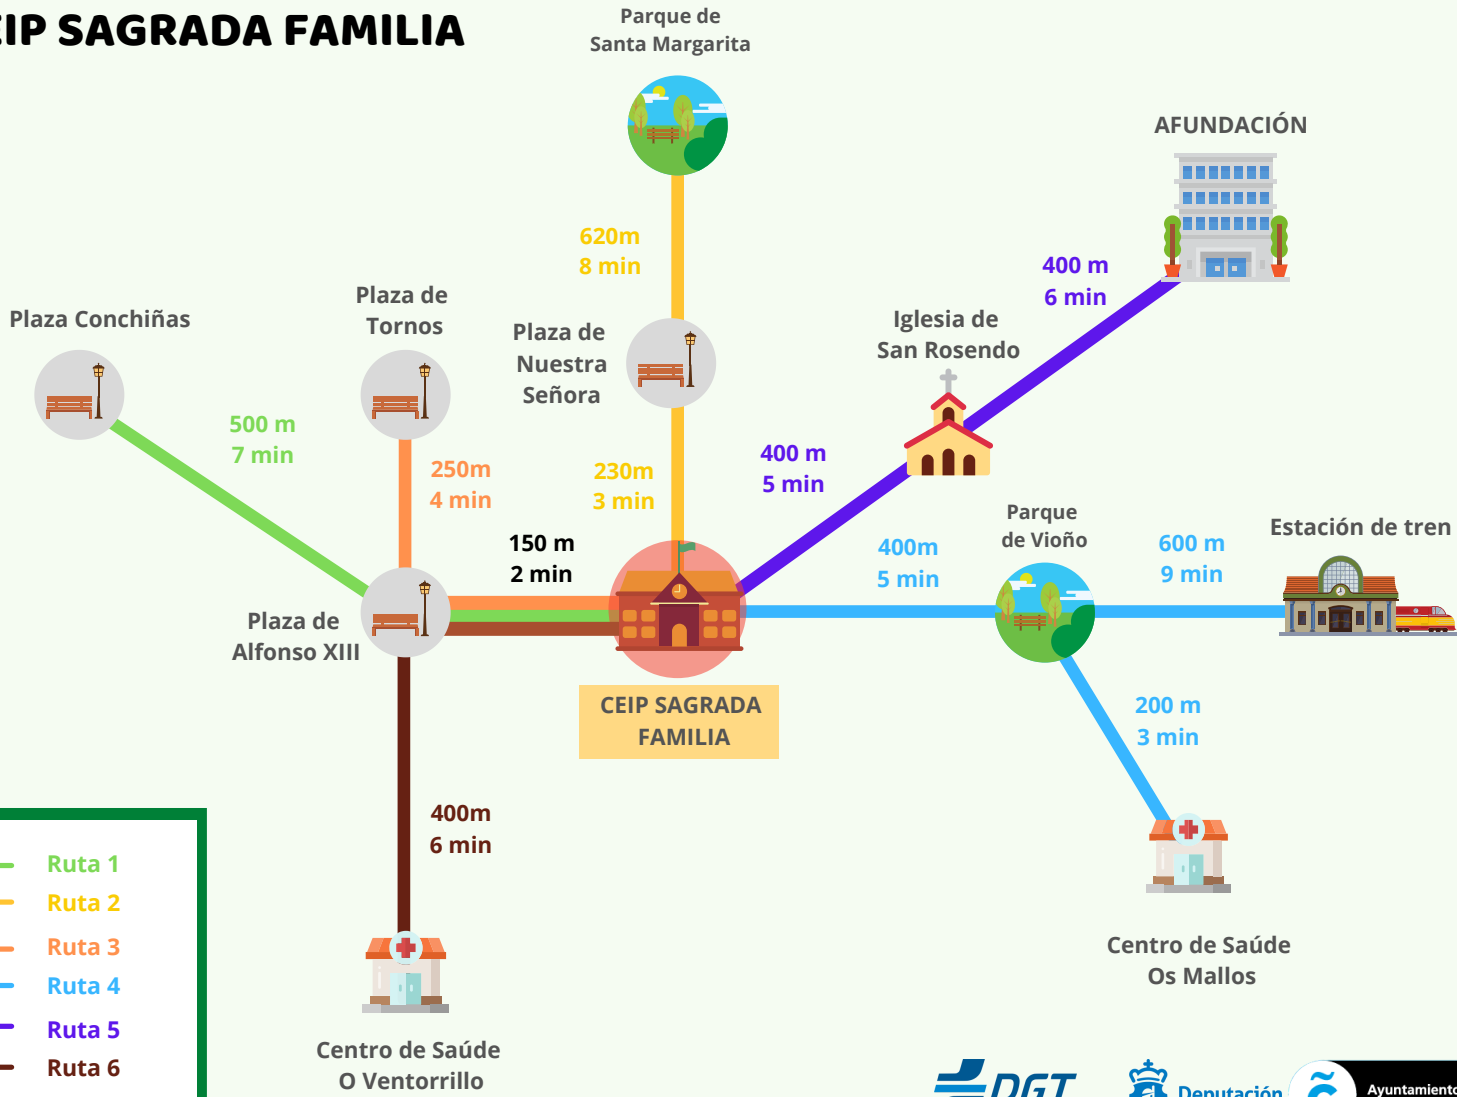 SAGRADA FAMILIA
Parque de
Santa Margarita
AFUNDACIÓN
620m
8 min
400 m
6 min
Plaza de
Tornos
Plaza Conchiñas
Iglesia de
San Rosendo
Plaza de
Nuestra
Señora
500 m
7 min
250m
4 min
230m
3 min
400 m
5 min
Parque
de Vioño
Estación de tren
150 m
2 min
400m
5 min
600 m
9 min
Plaza de
Alfonso XIII
CEIP SAGRADA
FAMILIA
200 m
3 min
400m
6 min
Ruta 1
Ruta 2
Ruta 3
Ruta 4
Ruta 5
Ruta 6
Centro de Saúde
Os Mallos
Centro de Saúde
O Ventorrillo
DGT
Deputación
Ayuntamiento